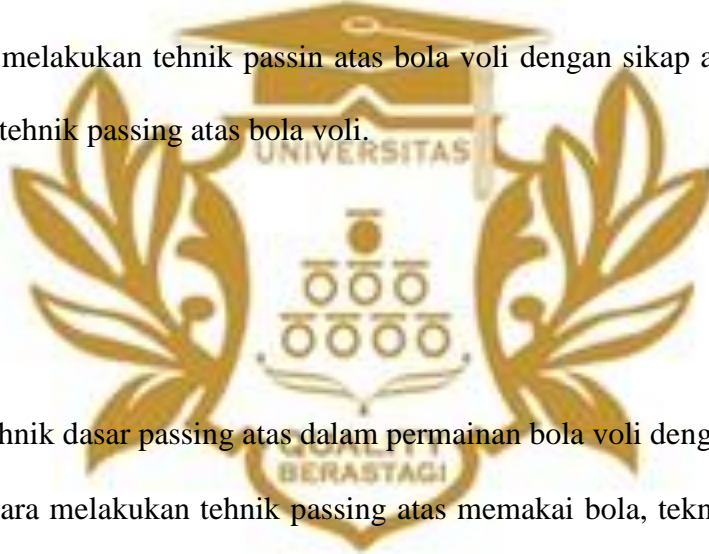 melakukan tehnik passin atas bola voli dengan sikap a
tehnik passing atas bola voli.
UNIVERSITAS
hnik dasar passing atas dalam permainan bola voli deng
QUALITY
BERASTAGI
ara melakukan tehnik passing atas memakai bola, tekn